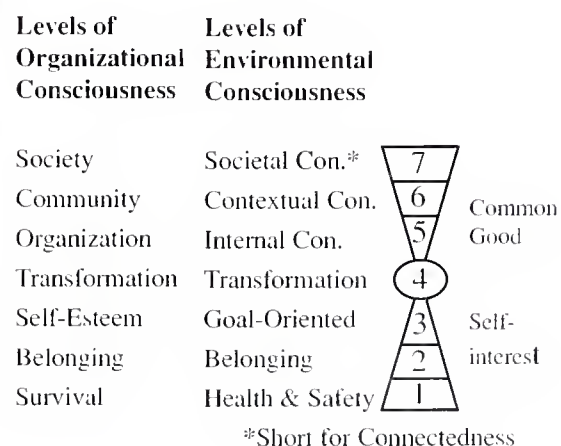 Levels of Levels of
Organizational Environmental
Consciousness Consciousness
Society Societal Con.* 7
Community Contextual Con. 6 Common
Organization Internal Con. 5 Good
Transformation Transformation 4
Self-Esteem Goal-Oriented 3 Self-
Belonging Belonging 2 interest
Survival Health & Safety 1
*Short for Connectedness